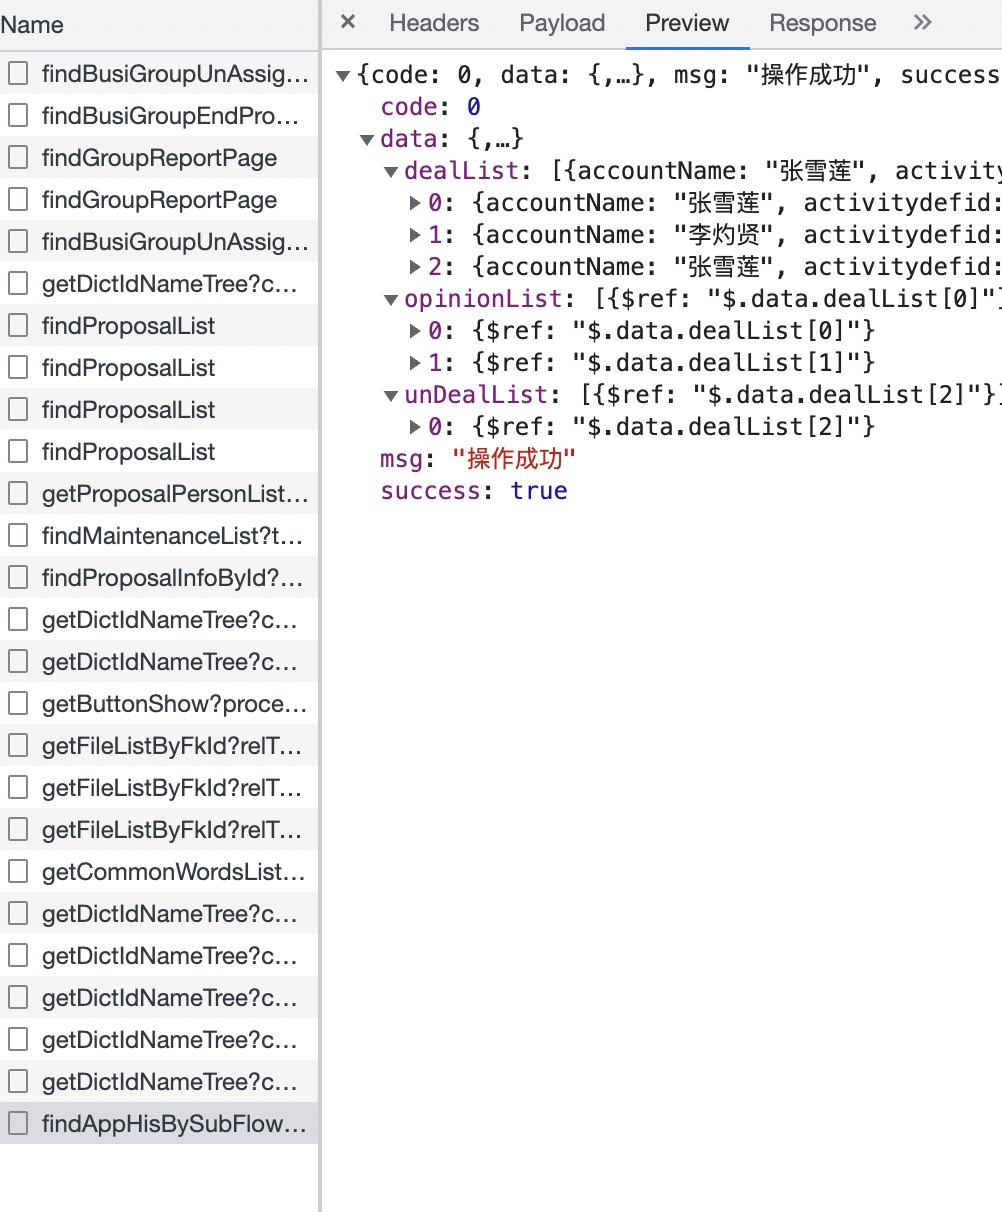 Name
findBusiGroupUnAssig...
findBusiGroupEndPro...
findGroupReportPage
findGroupReportPage
findBusiGroupUnAssig...
getDictIdNameTree?c...
findProposalList
findProposalList
findProposalList
findProposalList
getProposalPersonList...
findMaintenanceList?t...
findProposalInfoById?...
getDictIdNameTree?c...
getDictIdNameTree?c...
getButtonShow?proce...
getFileListByFkId?relT...
getFileListByFkId?relT...
getFileListByFkId?relT...
getCommonWordsList...
getDictIdNameTree?c...
getDictIdNameTree?c...
getDictIdNameTree?c...
getDictIdNameTree?c...
getDictIdNameTree?c...
findAppHisBySubFlow...
× Headers Payload Preview Response »
▼{code: 0, data: {,…}, msg: "操作成功", success
code: 0
▼data: {,…}
▼dealList: [{accountName: "张雪莲", activity
▶0: {accountName: "张雪莲", activitydefid:
▶1: {accountName: "李灼贤", activitydefid:
▶2: {accountName: "张雪莲", activitydefid:
▼opinionList: [{$ref: "$.data.dealList[0]"}
▶0: {$ref: "$.data.dealList[0]"}
▶1: {$ref: "$.data.dealList[1]"}
▼unDealList: [{$ref: "$.data.dealList[2]"}]
▶0: {$ref: "$.data.dealList[2]"}
msg: "操作成功"
success: true